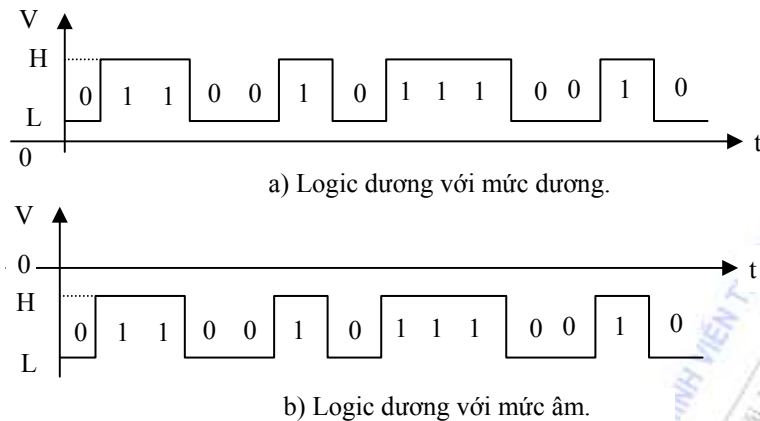 V
H
0 1 1 0 0 1 0 1 1 1 0 0 1 0
L
0
t
a) Logic dương với mức dương.
V
0
t
H
0 1 1 0 0 1 0 1 1 1 0 0 1 0
L
b) Logic dương với mức âm.